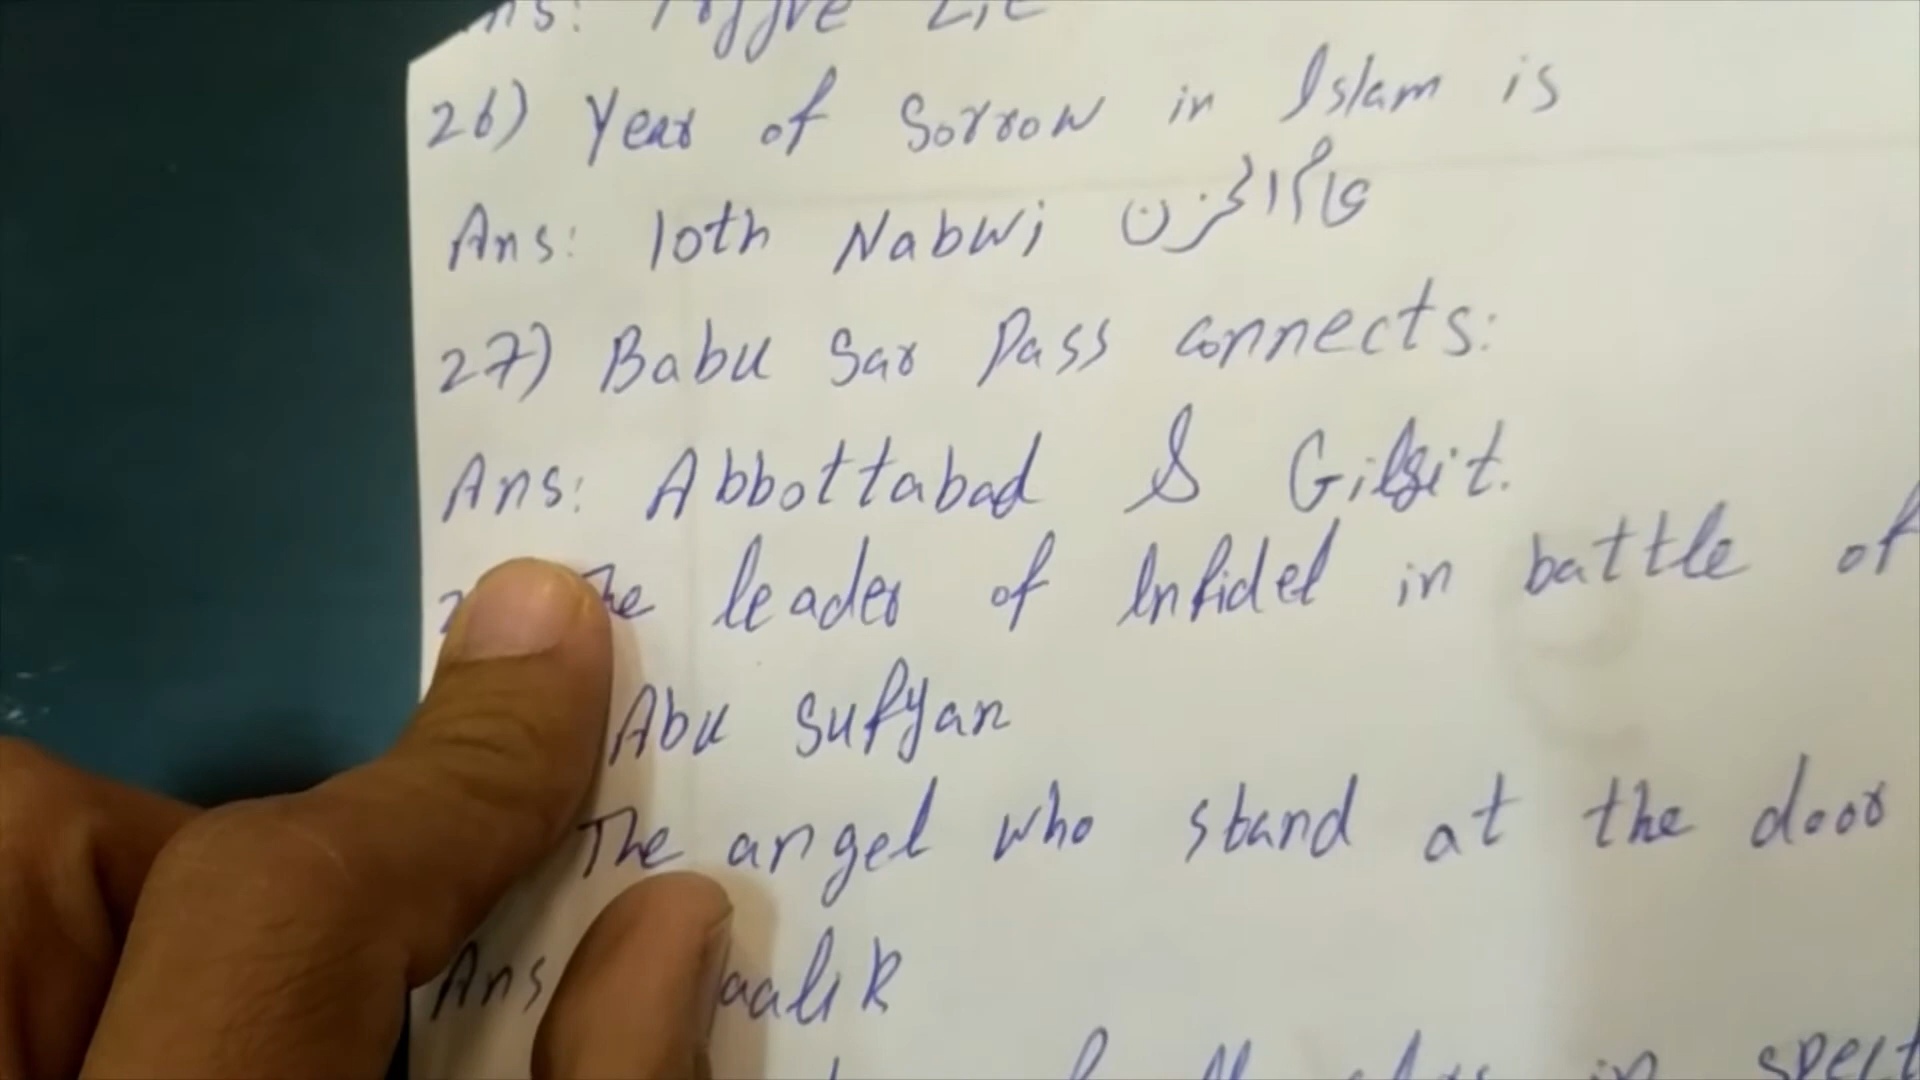 26) Year of Sorrow in Islam is
Ans: 10th Nabwi عام الحزن
27) Babu Sar Pass connects:
Ans: Abbottabad & Gilgit.
The leader of Infidel in battle of
Abu Sufyan
The angel who stand at the door
Ans
in